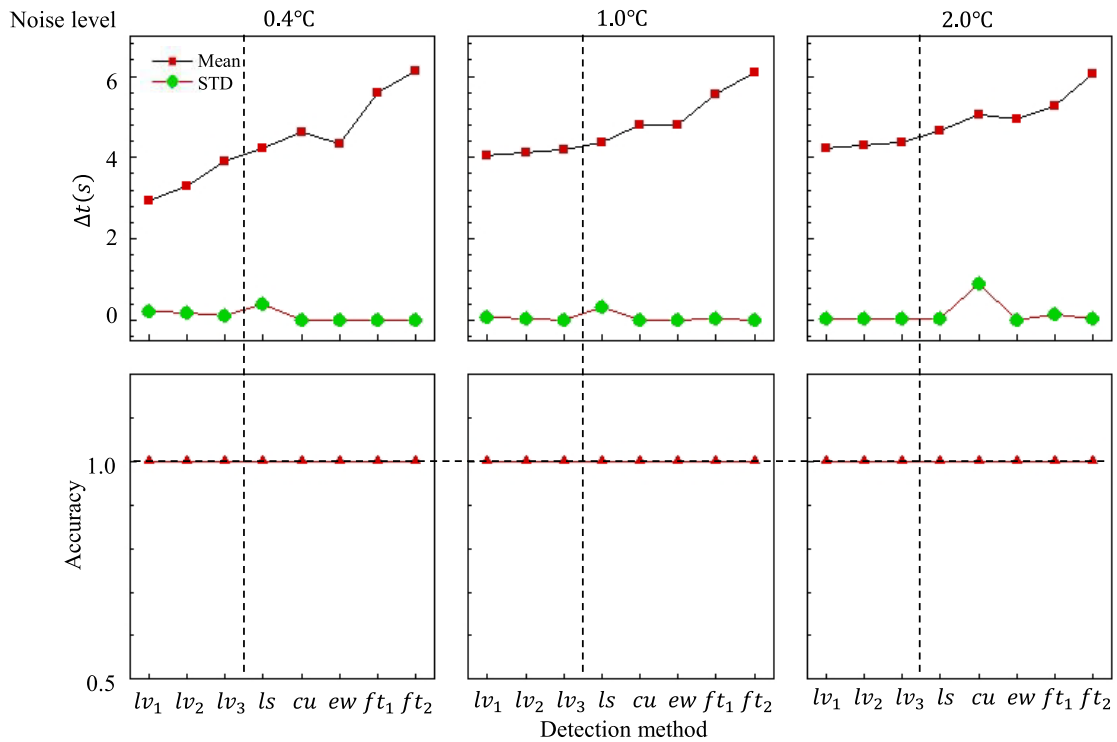 Noise level 0.4°C 1.0°C 2.0°C
Mean
STD
6
4
2
0
Δt(s)
1.0
0.5
Accuracy
lv₁ lv₂ lv₃ ls cu ew ft₁ ft₂ lv₁ lv₂ lv₃ ls cu ew ft₁ ft₂ lv₁ lv₂ lv₃ ls cu ew ft₁ ft₂
Detection method